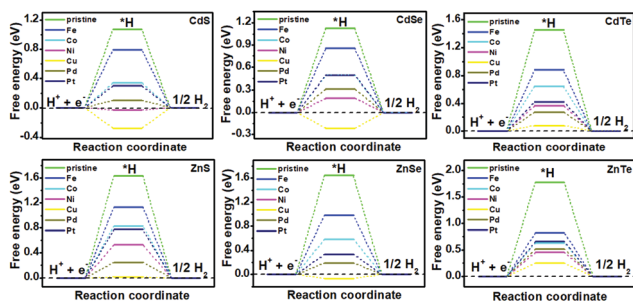 CdS
*H
pristine
Fe
Co
Ni
Cu
Pd
Pt
1.2
0.8
0.4
0.0
-0.4
Free energy (eV)
H+ + e-
1/2 H2
Reaction coordinate
CdSe
*H
pristine
Fe
Co
Ni
Cu
Pd
Pt
1.2
0.9
0.6
0.3
0.0
-0.3
Free energy (eV)
H+ + e-
1/2 H2
Reaction coordinate
CdTe
*H
pristine
Fe
Co
Ni
Cu
Pd
Pt
1.6
1.2
0.8
0.4
0.0
Free energy (eV)
H+ + e-
1/2 H2
Reaction coordinate
ZnS
*H
pristine
Fe
Co
Ni
Cu
Pd
Pt
1.6
1.2
0.8
0.4
0.0
Free energy (eV)
H+ + e-
1/2 H2
Reaction coordinate
ZnSe
*H
pristine
Fe
Co
Ni
Cu
Pd
Pt
1.6
1.2
0.8
0.4
0.0
Free energy (eV)
H+ + e-
1/2 H2
Reaction coordinate
ZnTe
*H
pristine
Fe
Co
Ni
Cu
Pd
Pt
2.0
1.5
1.0
0.5
0.0
Free energy (eV)
H+ + e-
1/2 H2
Reaction coordinate